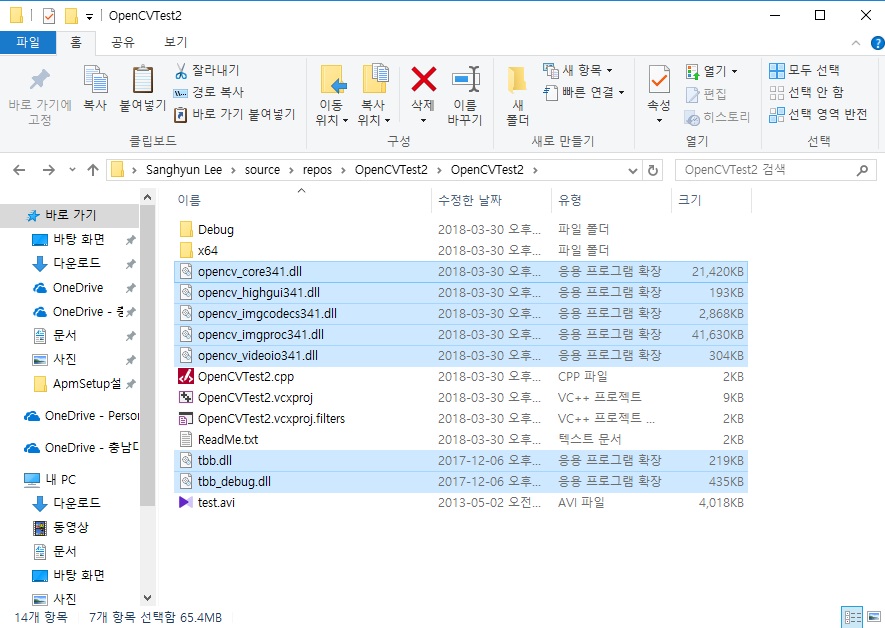 OpenCVTest2
파일 홈 공유 보기
바로 가기에 고정
복사
붙여넣기
잘라내기
경로 복사
바로 가기 붙여넣기
클립보드
이동 위치
복사 위치
삭제
이름 바꾸기
구성
새 폴더
새 항목
빠른 연결
새로 만들기
속성
열기
편집
히스토리
열기
모두 선택
선택 안 함
선택 영역 반전
선택
Sanghyun Lee > source > repos > OpenCVTest2 > OpenCVTest2 >
OpenCVTest2 검색
바로 가기
바탕 화면
다운로드
OneDrive
OneDrive - 충
문서
사진
ApmSetup설
OneDrive - Person
OneDrive - 충남
내 PC
다운로드
동영상
문서
바탕 화면
사진
이름 수정한 날짜 유형 크기
Debug 2018-03-30 오후... 파일 폴더
x64 2018-03-30 오후... 파일 폴더
opencv_core341.dll 2018-03-30 오후... 응용 프로그램 확장 21,420KB
opencv_highgui341.dll 2018-03-30 오후... 응용 프로그램 확장 193KB
opencv_imgcodecs341.dll 2018-03-30 오후... 응용 프로그램 확장 2,868KB
opencv_imgproc341.dll 2018-03-30 오후... 응용 프로그램 확장 41,630KB
opencv_videoio341.dll 2018-03-30 오후... 응용 프로그램 확장 304KB
OpenCVTest2.cpp 2018-03-30 오후... CPP 파일 2KB
OpenCVTest2.vcxproj 2018-03-30 오후... VC++ 프로젝트 9KB
OpenCVTest2.vcxproj.filters 2018-03-30 오후... VC++ 프로젝트 ... 2KB
ReadMe.txt 2018-03-30 오후... 텍스트 문서 2KB
tbb.dll 2017-12-06 오후... 응용 프로그램 확장 219KB
tbb_debug.dll 2017-12-06 오후... 응용 프로그램 확장 435KB
test.avi 2013-05-02 오전... AVI 파일 4,018KB
14개 항목 7개 항목 선택함 65.4MB